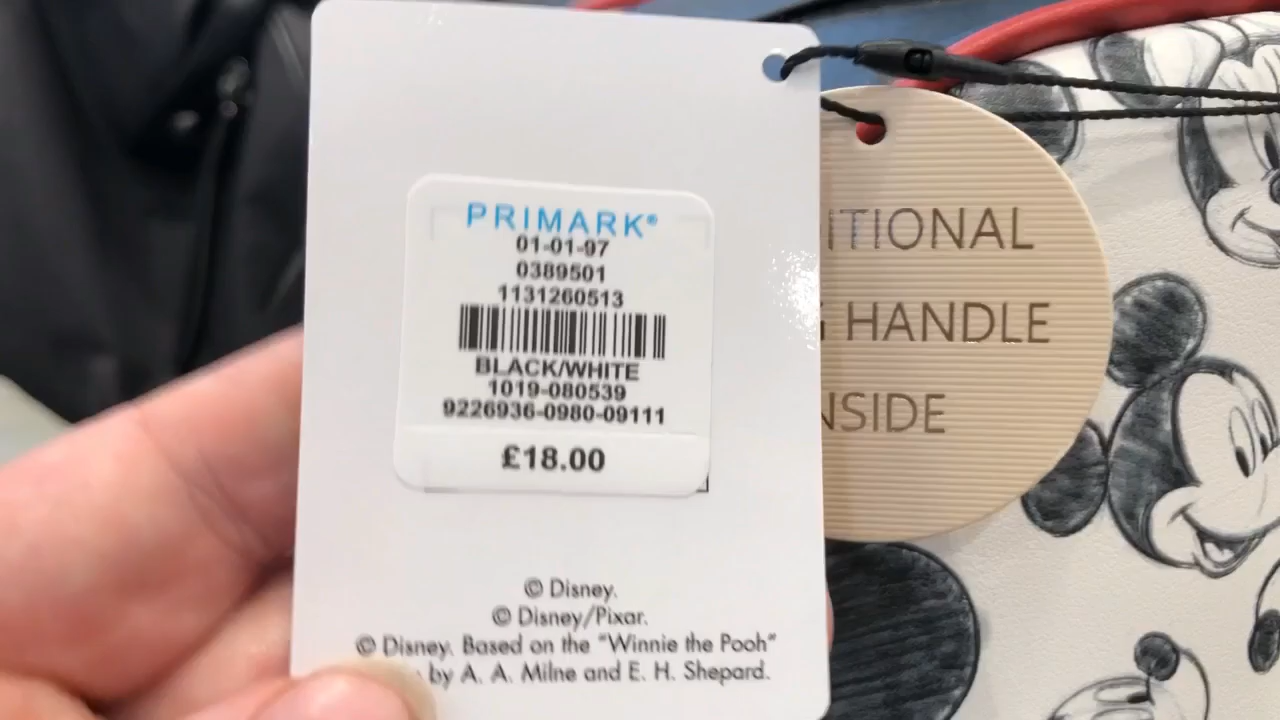 PRIMARK®
01-01-97
0389501
1131260513
BLACK/WHITE
1019-080539
9226936-0980-09111
£18.00
© Disney.
© Disney/Pixar.
© Disney. Based on the "Winnie the Pooh"
by A. A. Milne and E. H. Shepard.
ITIONAL
HANDLE
NSIDE